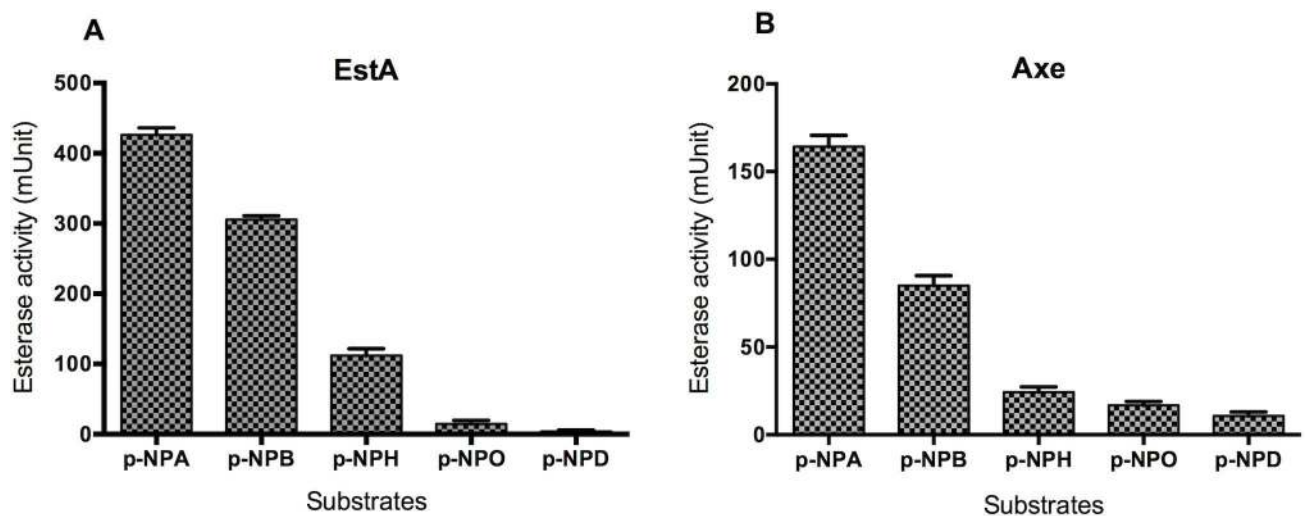 A
EstA
Esterase activity (mUnit)
500
400
300
200
100
0
p-NPA p-NPB p-NPH p-NPO p-NPD
Substrates
B
Axe
Esterase activity (mUnit)
200
150
100
50
0
p-NPA p-NPB p-NPH p-NPO p-NPD
Substrates